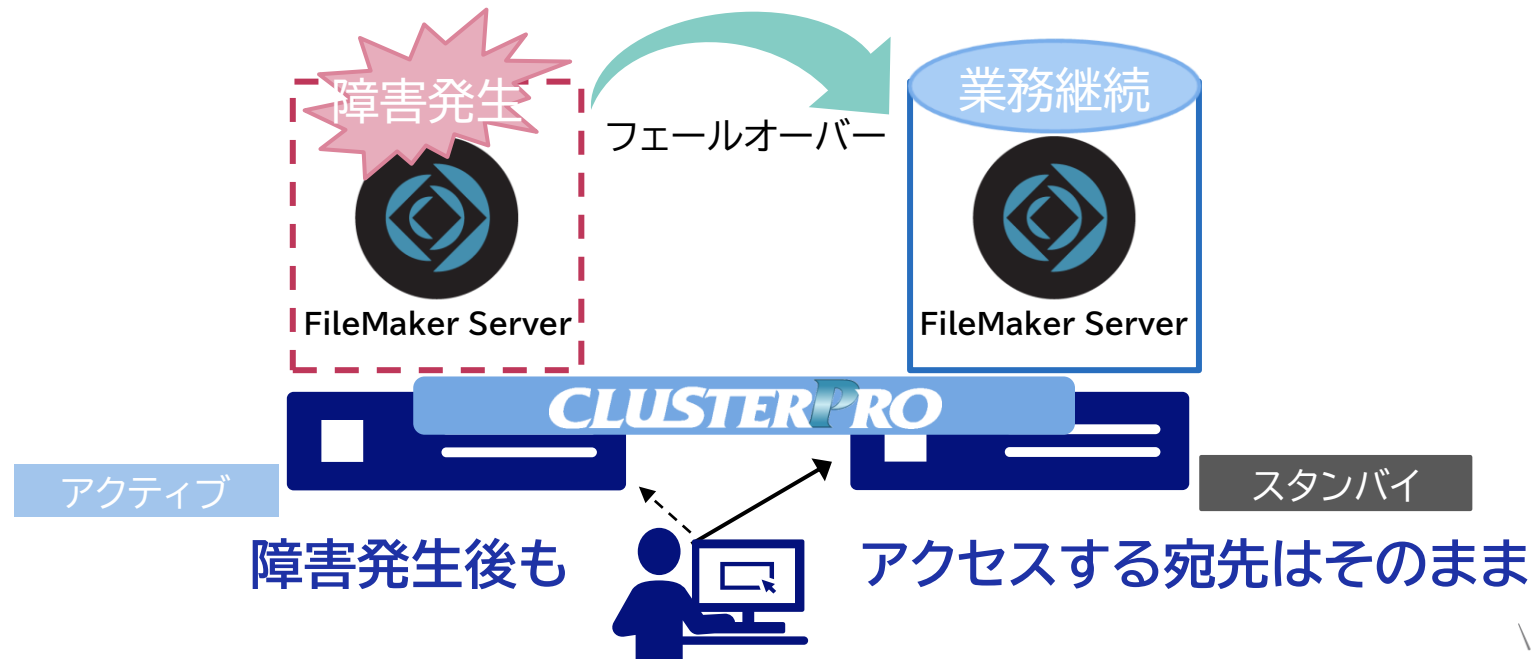 障害発生
業務継続
フェールオーバー
FileMaker Server
FileMaker Server
CLUSTERPRO
アクティブ
スタンバイ
障害発生後も
アクセスする宛先はそのまま